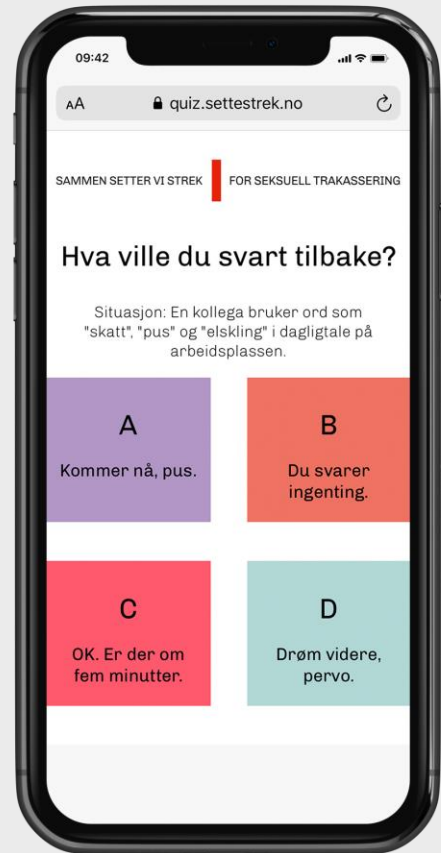 09:42
AA quiz.settestrek.no
SAMMEN SETTER VI STREK FOR SEKSUELL TRAKASSERING
Hva ville du svart tilbake?
Situasjon: En kollega bruker ord som
"skatt", "pus" og "elskling" i dagligtale på
arbeidsplassen.
A
Kommer nå, pus.
B
Du svarer
ingenting.
C
OK. Er der om
fem minutter.
D
Drøm videre,
pervo.